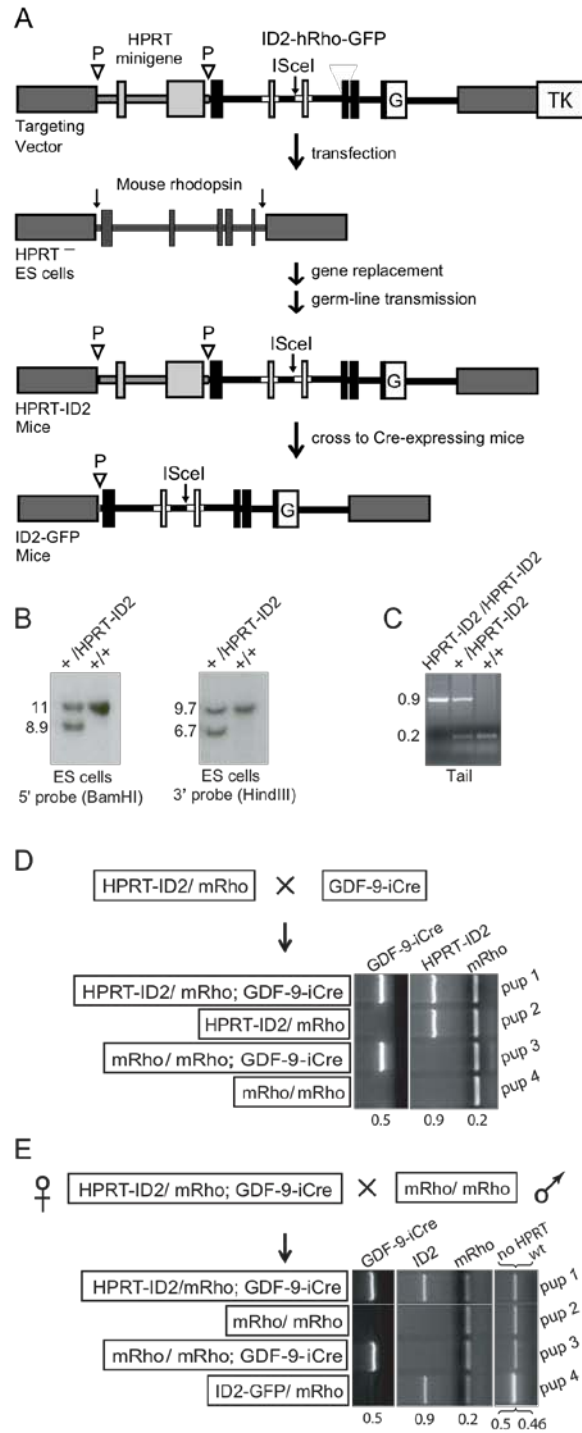 A
HPRT minigene
ID2-hRho-GFP
P
P
ISceI
G
TK
Targeting Vector
transfection
Mouse rhodopsin
HPRT⁻ ES cells
gene replacement
germ-line transmission
P
P
ISceI
G
HPRT-ID2 Mice
cross to Cre-expressing mice
P
ISceI
G
ID2-GFP Mice
B
+/HPRT-ID2
+/+
11
8.9
ES cells
5' probe (BamHI)
+/HPRT-ID2
+/+
9.7
6.7
ES cells
3' probe (HindIII)
C
HPRT-ID2/HPRT-ID2
+/HPRT-ID2
+/+
0.9
0.2
Tail
D
HPRT-ID2/ mRho × GDF-9-iCre
GDF-9-iCre
HPRT-ID2
mRho
HPRT-ID2/ mRho; GDF-9-iCre pup 1
HPRT-ID2/ mRho pup 2
mRho/ mRho; GDF-9-iCre pup 3
mRho/ mRho pup 4
0.5 0.9 0.2
E
♀ HPRT-ID2/ mRho; GDF-9-iCre × mRho/ mRho ♂
GDF-9-iCre
ID2
mRho
no HPRT
wt
HPRT-ID2/mRho; GDF-9-iCre pup 1
mRho/ mRho pup 2
mRho/ mRho; GDF-9-iCre pup 3
ID2-GFP/ mRho pup 4
0.5 0.9 0.2 0.5 0.46